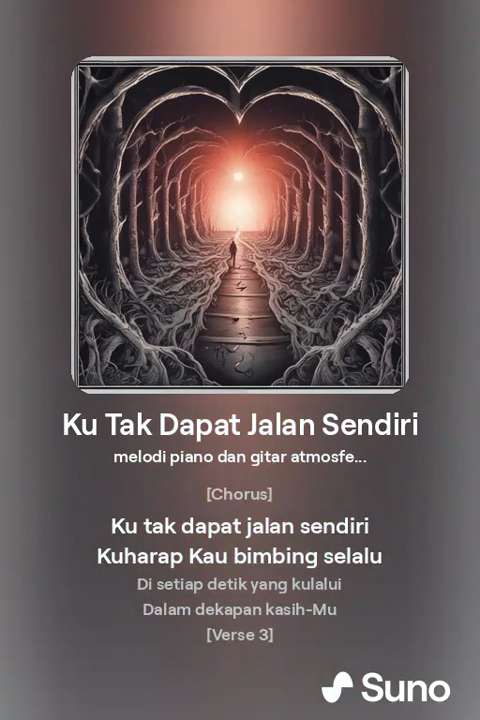 Ku Tak Dapat Jalan Sendiri
melodi piano dan gitar atmosfe...
[Chorus]
Ku tak dapat jalan sendiri
Kuharap Kau bimbing selalu
Di setiap detik yang kulalui
Dalam dekapan kasih-Mu
[Verse 3]
Suno